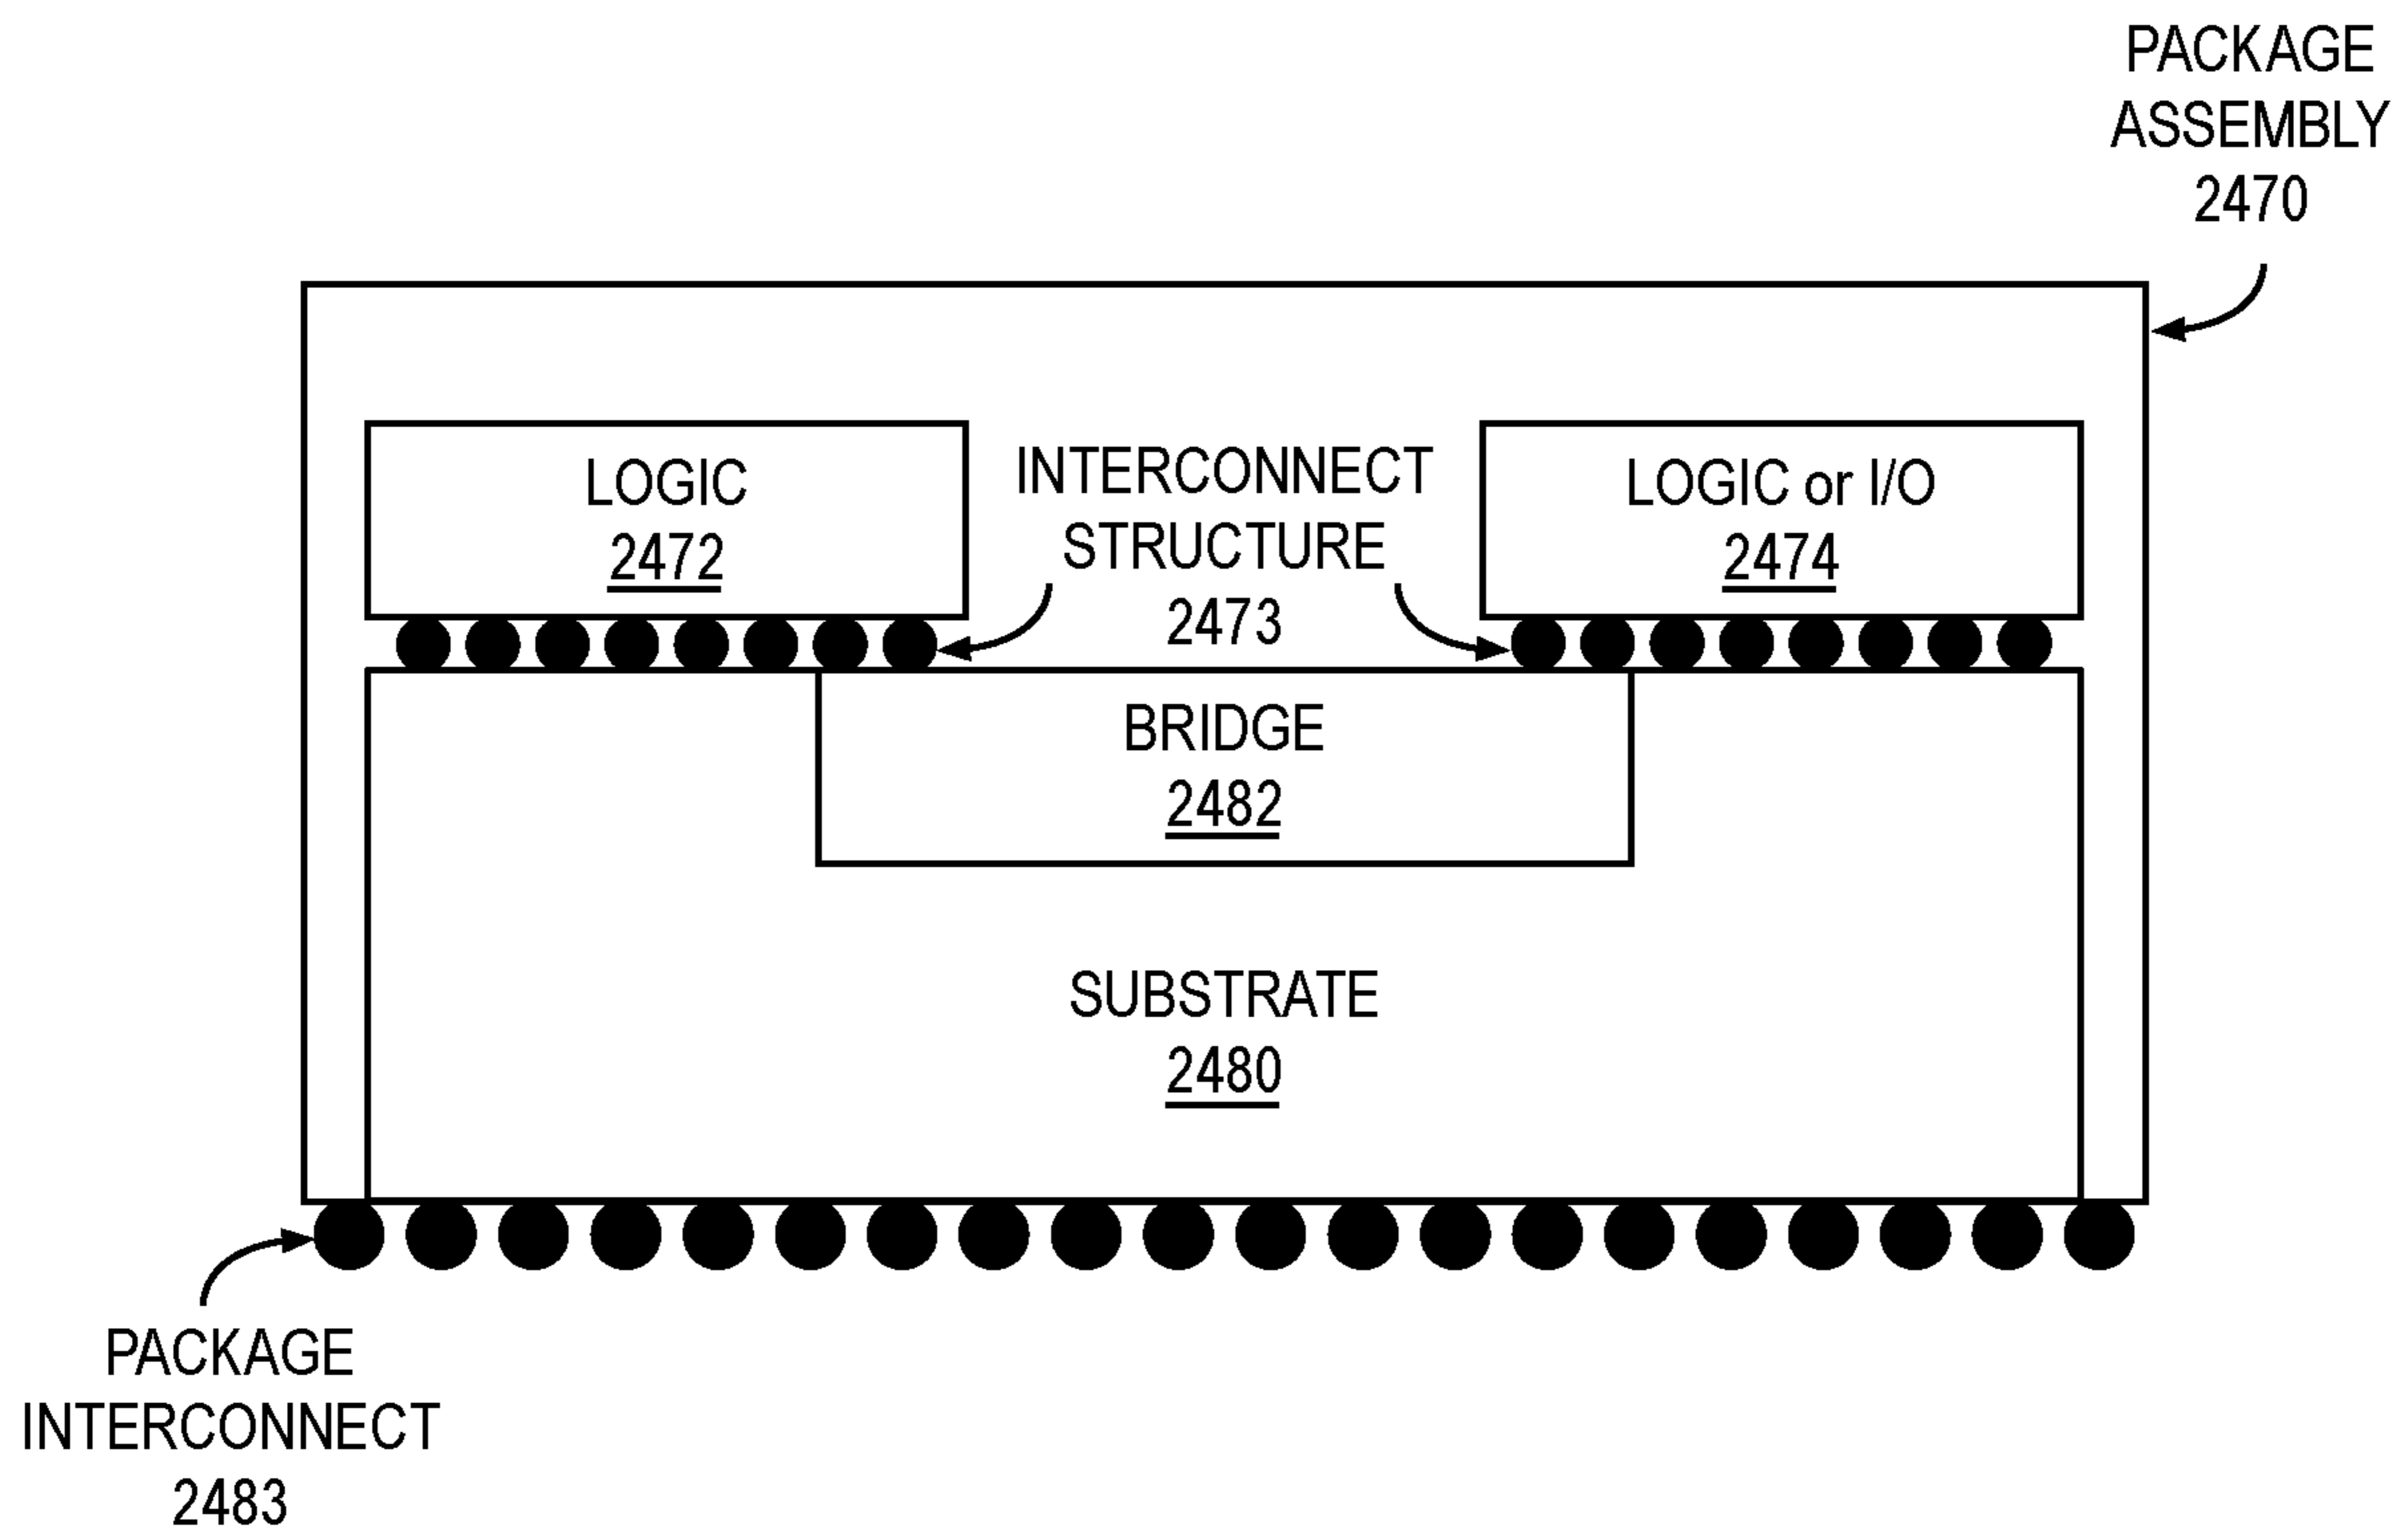 PACKAGE
ASSEMBLY
2470
LOGIC
2472
INTERCONNECT
STRUCTURE
2473
LOGIC or I/O
2474
BRIDGE
2482
SUBSTRATE
2480
PACKAGE
INTERCONNECT
2483